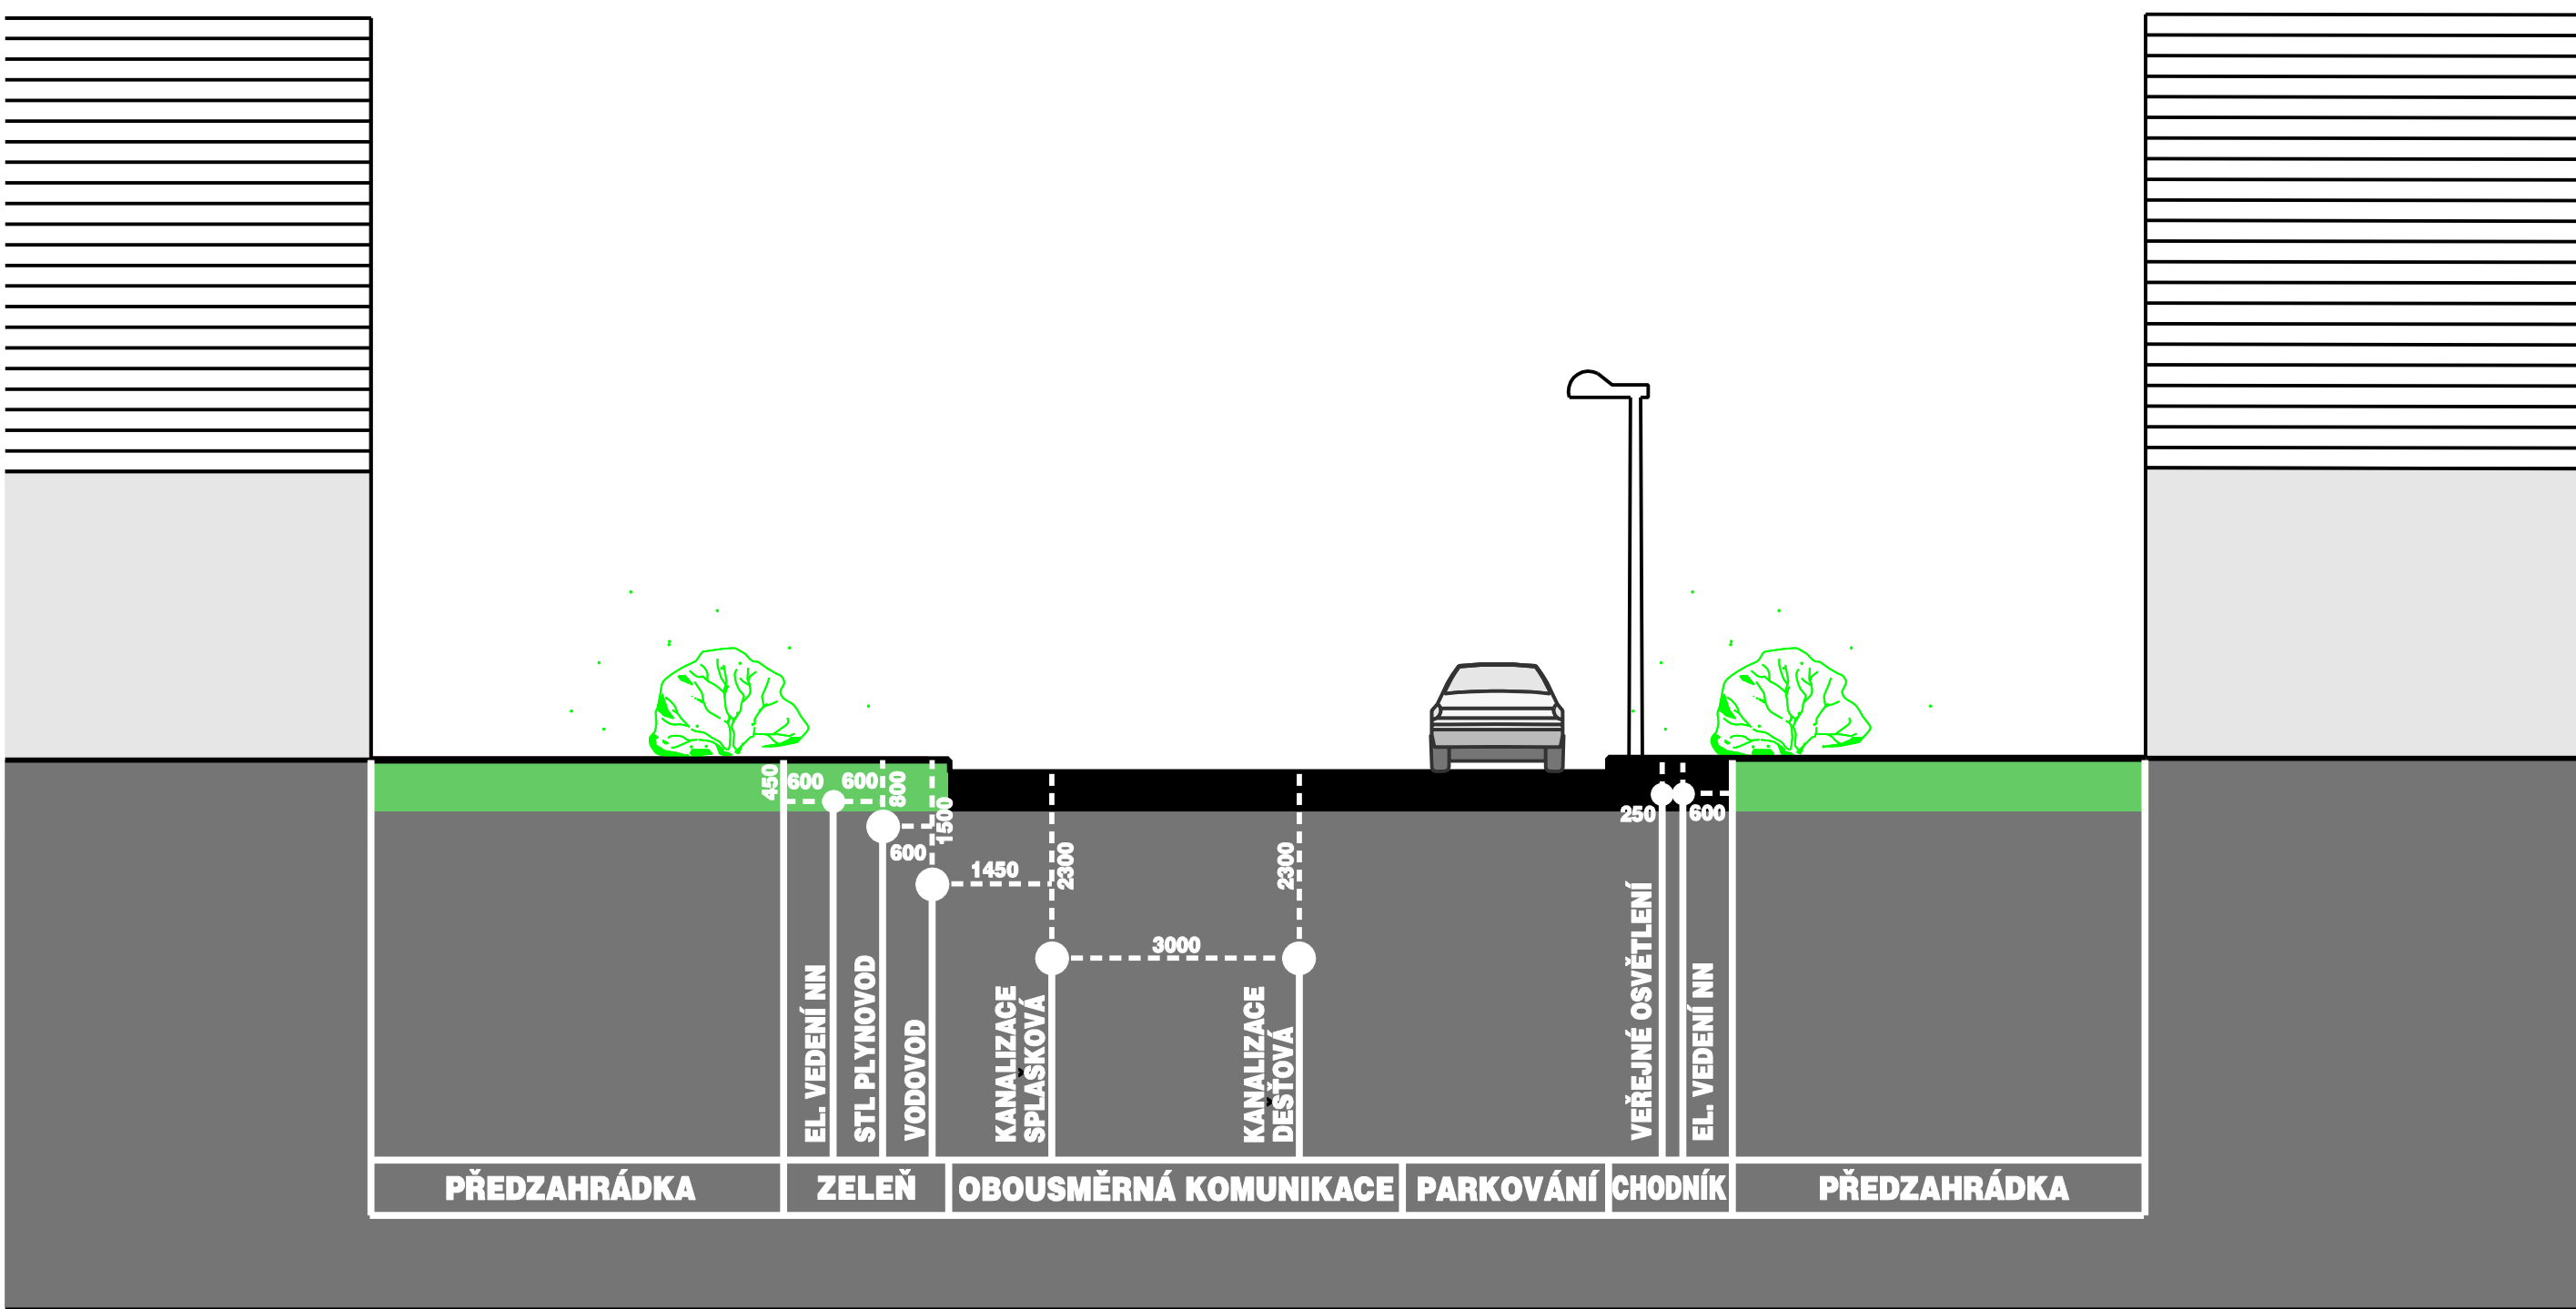 450
600
600
800
1500
600
1450
2300
2300
3000
250
600
EL. VEDENÍ NN
STL PLYNOVOD
VODOVOD
KANALIZACE
SPLAŠKOVÁ
KANALIZACE
DEŠŤOVÁ
VEŘEJNÉ OSVĚTLENÍ
EL. VEDENÍ NN
PŘEDZAHRÁDKA
ZELEŇ
OBOUSMĚRNÁ KOMUNIKACE
PARKOVÁNÍ
CHODNÍK
PŘEDZAHRÁDKA